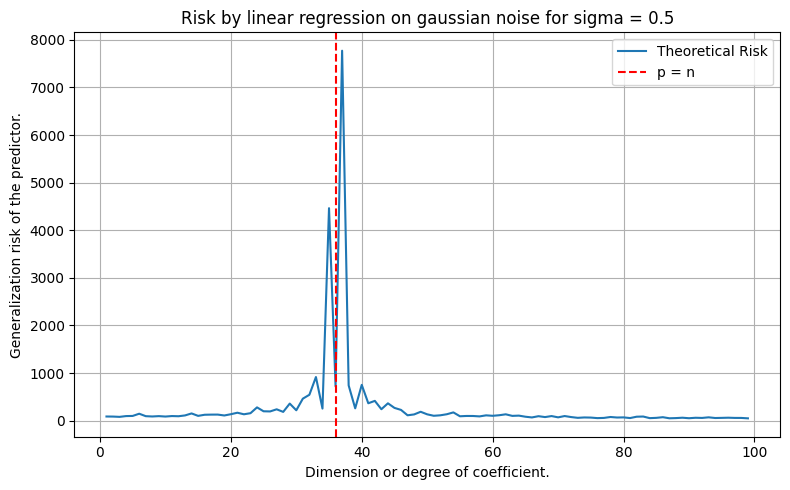 Risk by linear regression on gaussian noise for sigma = 0.5
Theoretical Risk
p = n
Generalization risk of the predictor.
8000
7000
6000
5000
4000
3000
2000
1000
0
0 20 40 60 80 100
Dimension or degree of coefficient.